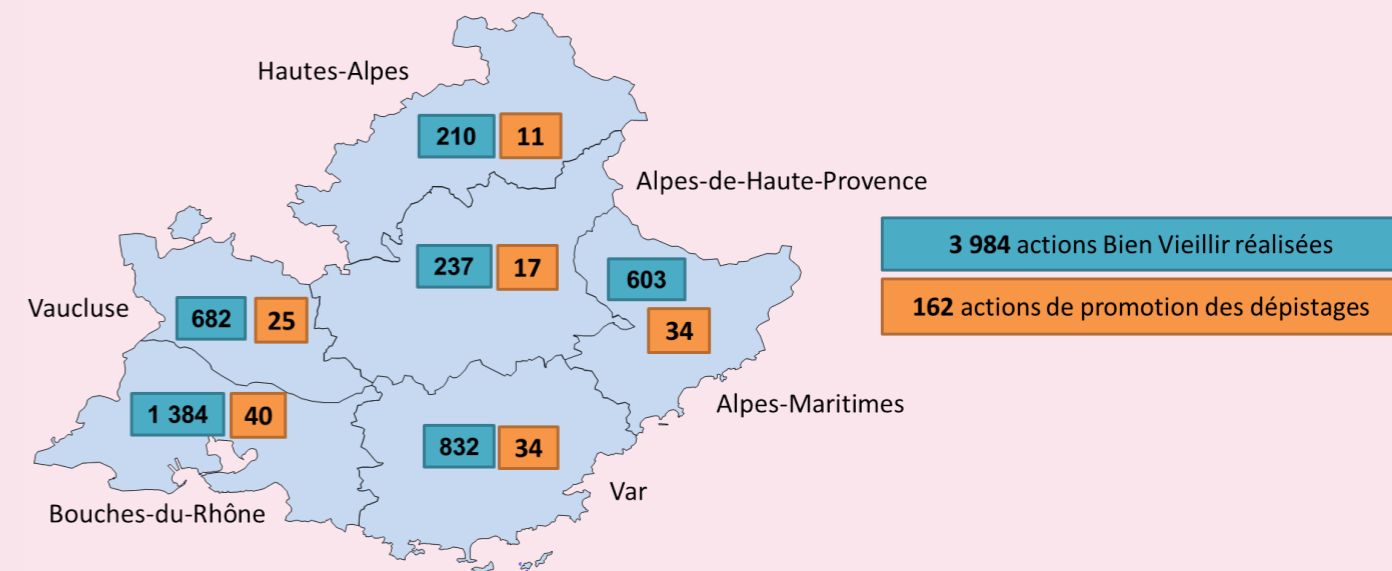 Hautes-Alpes
210 11
Alpes-de-Haute-Provence
237 17
603
34
Vaucluse
682 25
1 384 40
Alpes-Maritimes
832 34
Var
Bouches-du-Rhône
3 984 actions Bien Vieillir réalisées
162 actions de promotion des dépistages